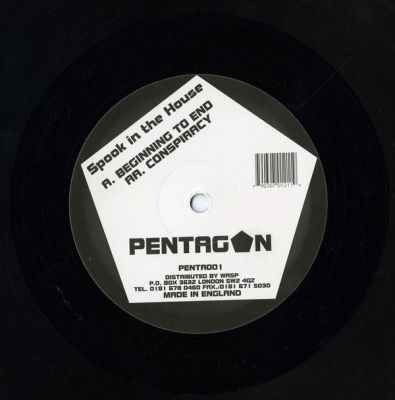 Spook in the House
A. BEGINNING TO END
AA. CONSPIRACY
PENTAGON
PENTA001
DISTRIBUTED BY WASP
P.O. BOX 3632 LONDON SW2 4QZ
TEL. 0181 678 0460 FAX.:0181 671 5030
MADE IN ENGLAND